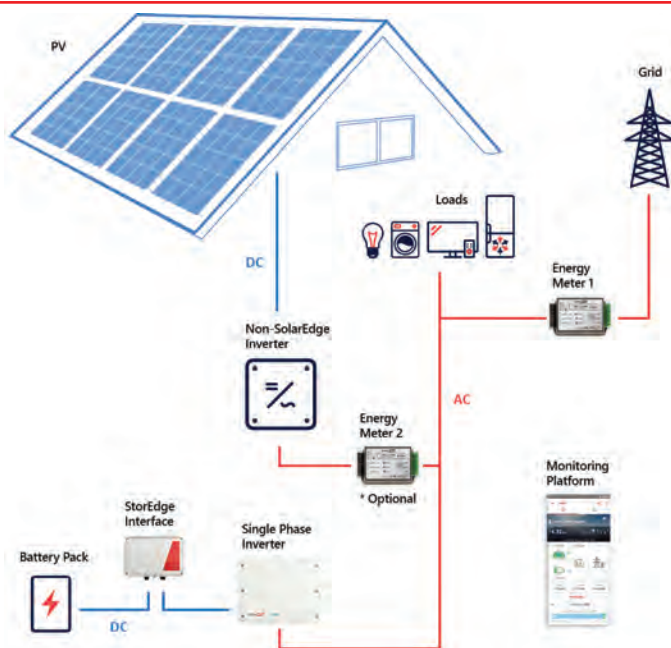 PV
Grid
Loads
DC
Energy
Meter 1
Non-SolarEdge
Inverter
AC
Energy
Meter 2
* Optional
Monitoring
Platform
StorEdge
Interface
Single Phase
Inverter
Battery Pack
DC